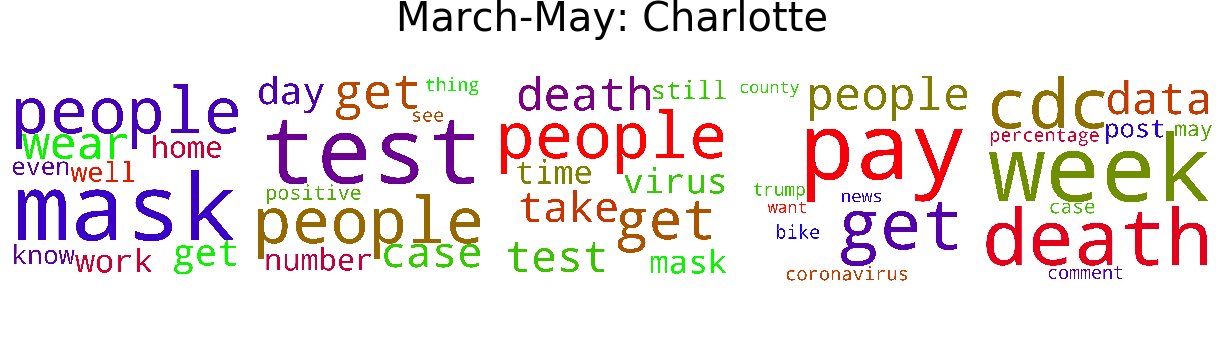 March-May: Charlotte
people
wear home
even well
mask
know work get
day get thing
see
test
positive
people
number case
death still
people
time virus
take get
test mask
county people
pay
trump news
want
bike get
coronavirus
cdc data
percentage post may
week
case
death
comment